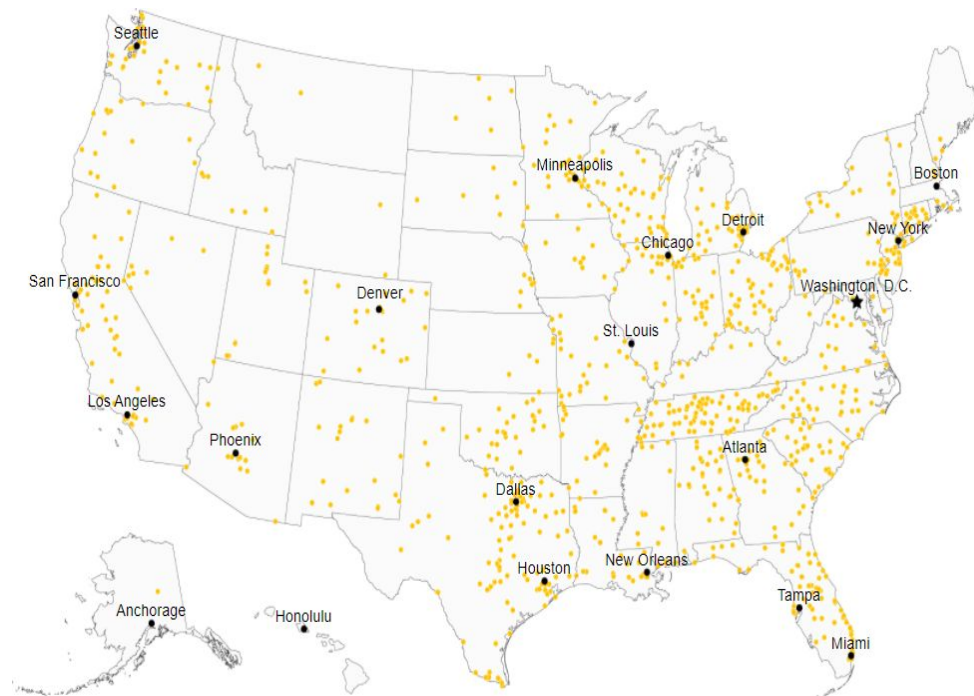 Seattle
Minneapolis
Boston
Detroit
New York
Chicago
San Francisco
Denver
Washington, D.C.
St. Louis
Los Angeles
Phoenix
Atlanta
Dallas
Houston
New Orleans
Anchorage
Honolulu
Tampa
Miami